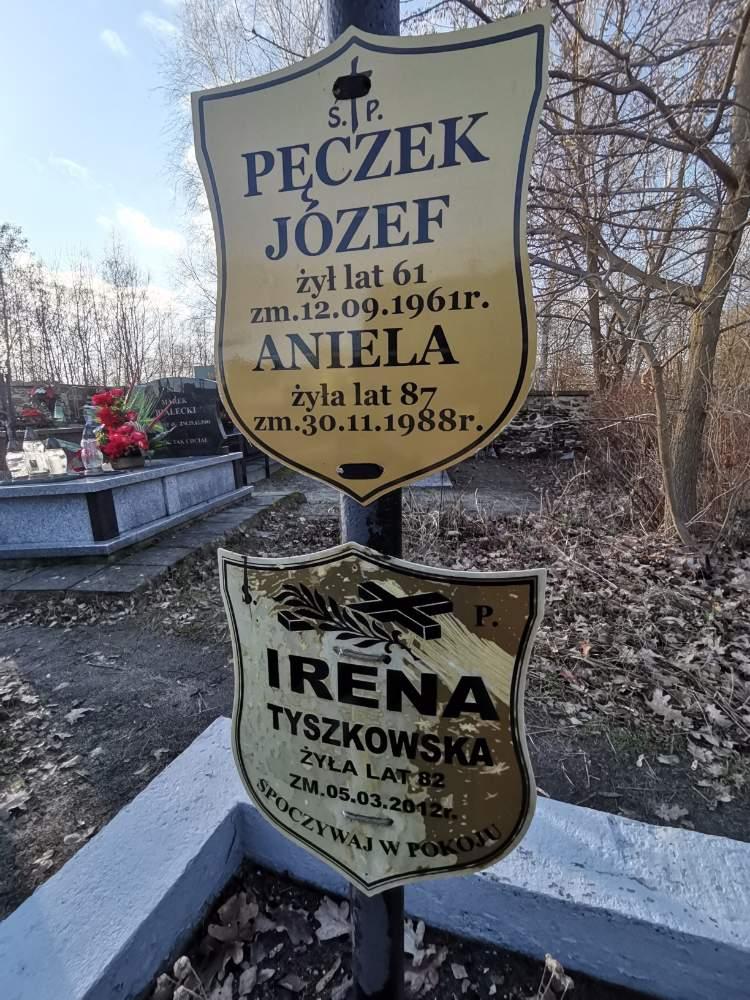 Ś. P.
PĘCZEK
JÓZEF
żył lat 61
zm.12.09.1961r.
ANIELA
żyła lat 87
zm.30.11.1988r.
Ś P.
IRENA
TYSZKOWSKA
ŻYŁA LAT 82
ZM.05.03.2012r.
SPOCZYWAJ W POKOJU
MAREK